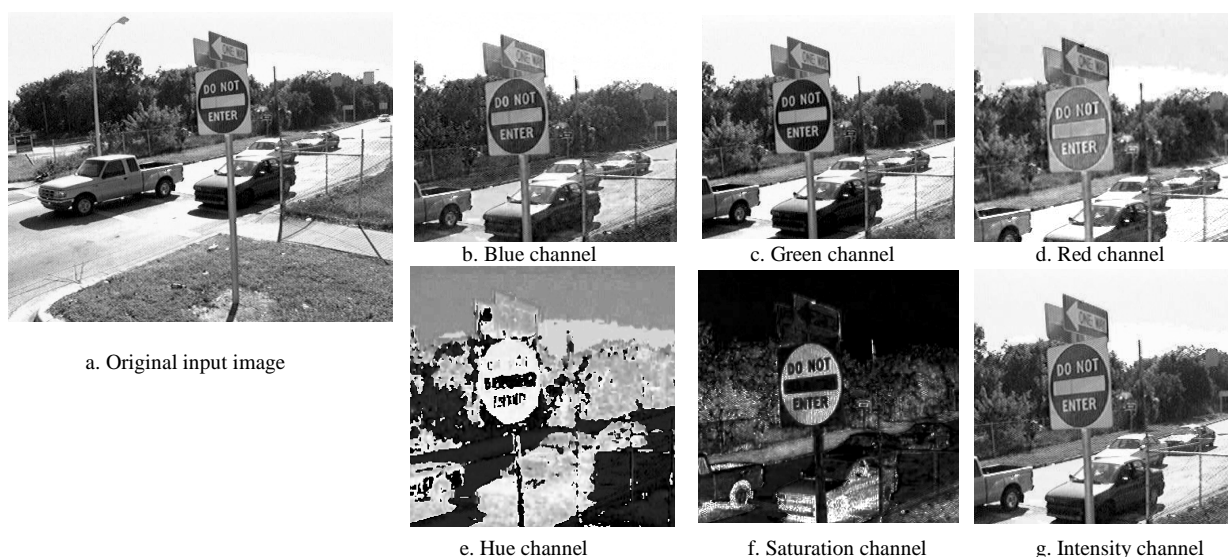 ONE WAY
DO NOT
ENTER
a. Original input image
ONE WAY
DO NOT
ENTER
b. Blue channel
ONE WAY
DO NOT
ENTER
c. Green channel
ONE WAY
DO NOT
ENTER
d. Red channel
e. Hue channel
DO NOT
ENTER
f. Saturation channel
ONE WAY
DO NOT
ENTER
g. Intensity channel